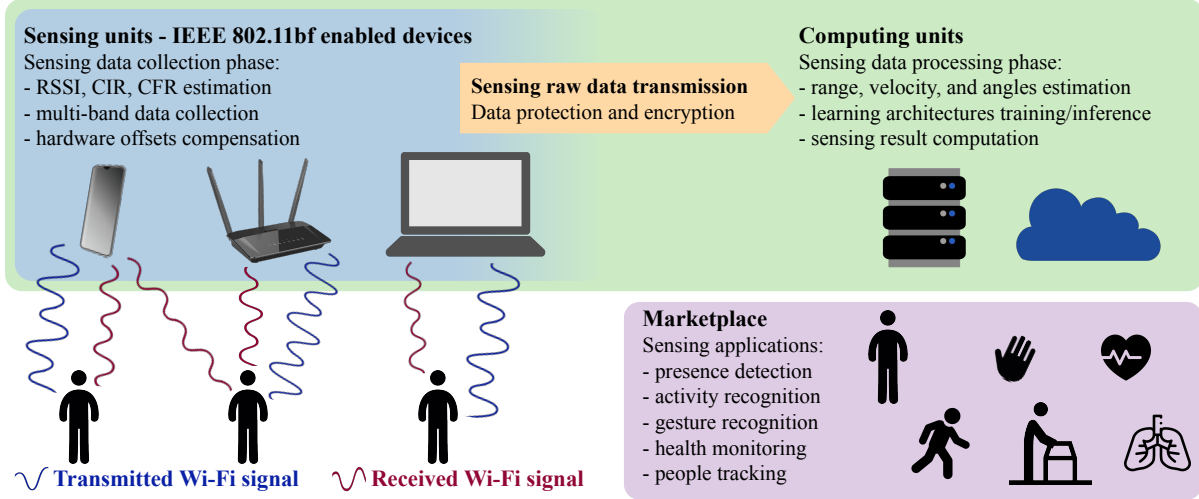 Sensing units - IEEE 802.11bf enabled devices
Sensing data collection phase:
- RSSI, CIR, CFR estimation
- multi-band data collection
- hardware offsets compensation
Sensing raw data transmission
Data protection and encryption
Computing units
Sensing data processing phase:
- range, velocity, and angles estimation
- learning architectures training/inference
- sensing result computation
Marketplace
Sensing applications:
- presence detection
- activity recognition
- gesture recognition
- health monitoring
- people tracking
Transmitted Wi-Fi signal
Received Wi-Fi signal